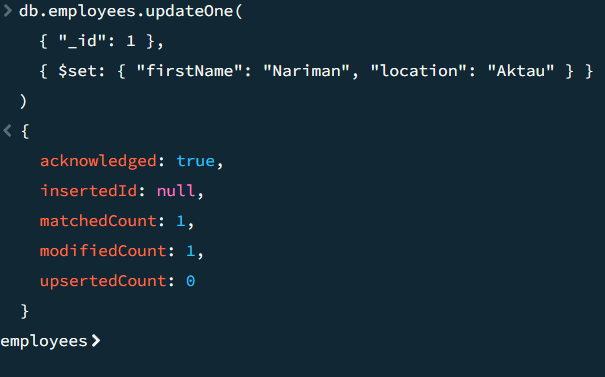 > db.employees.updateOne(
{ "_id": 1 },
{ $set: { "firstName": "Nariman", "location": "Aktau" } }
)
< {
acknowledged: true,
insertedId: null,
matchedCount: 1,
modifiedCount: 1,
upsertedCount: 0
}
employees>